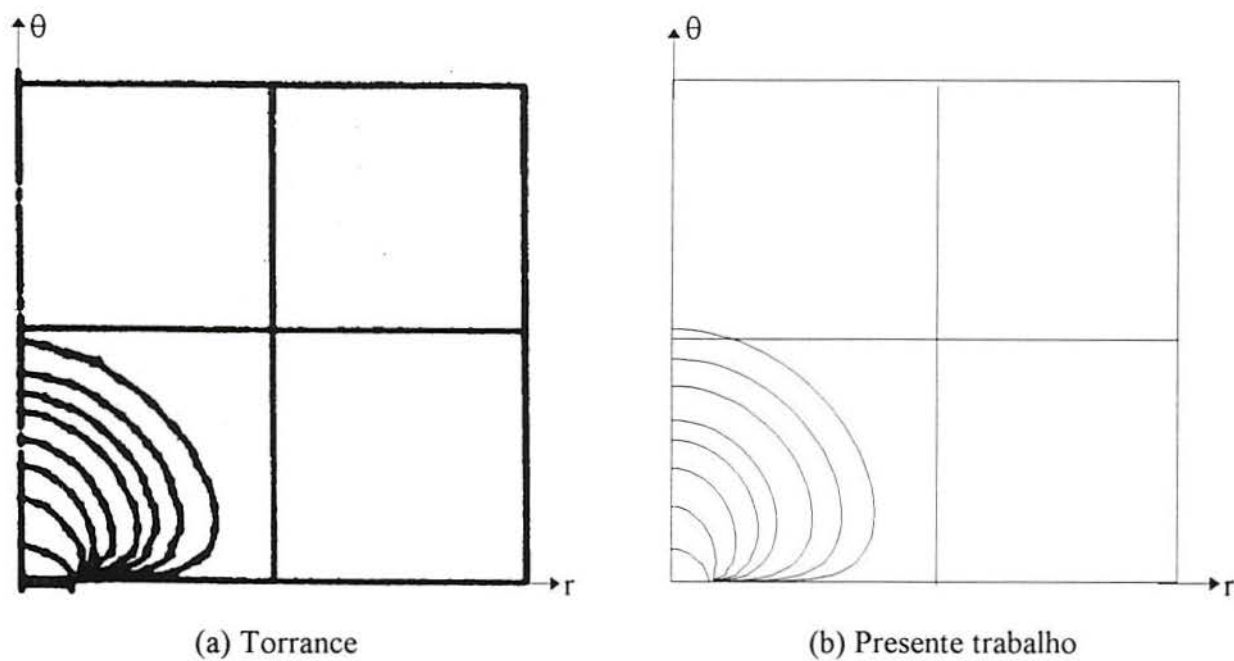 θ
θ
r
r
(a) Torrance
(b) Presente trabalho